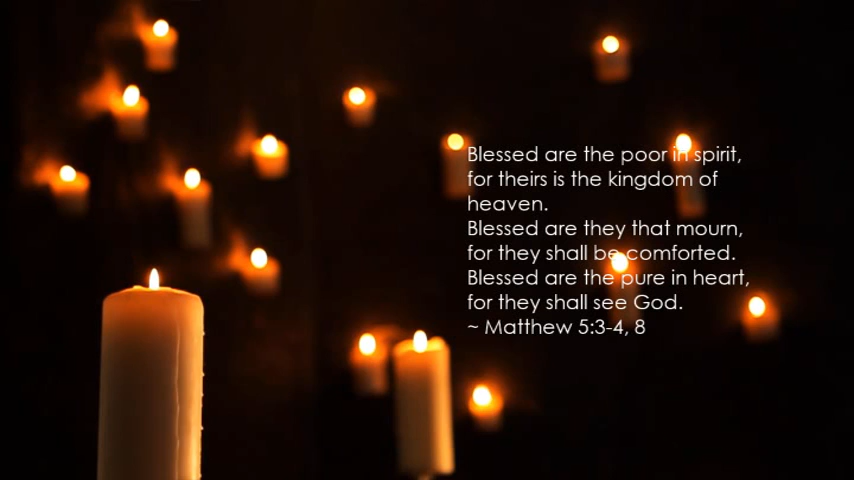 Blessed are the poor in spirit,
for theirs is the kingdom of
heaven.
Blessed are they that mourn,
for they shall be comforted.
Blessed are the pure in heart,
for they shall see God.
~ Matthew 5:3-4, 8